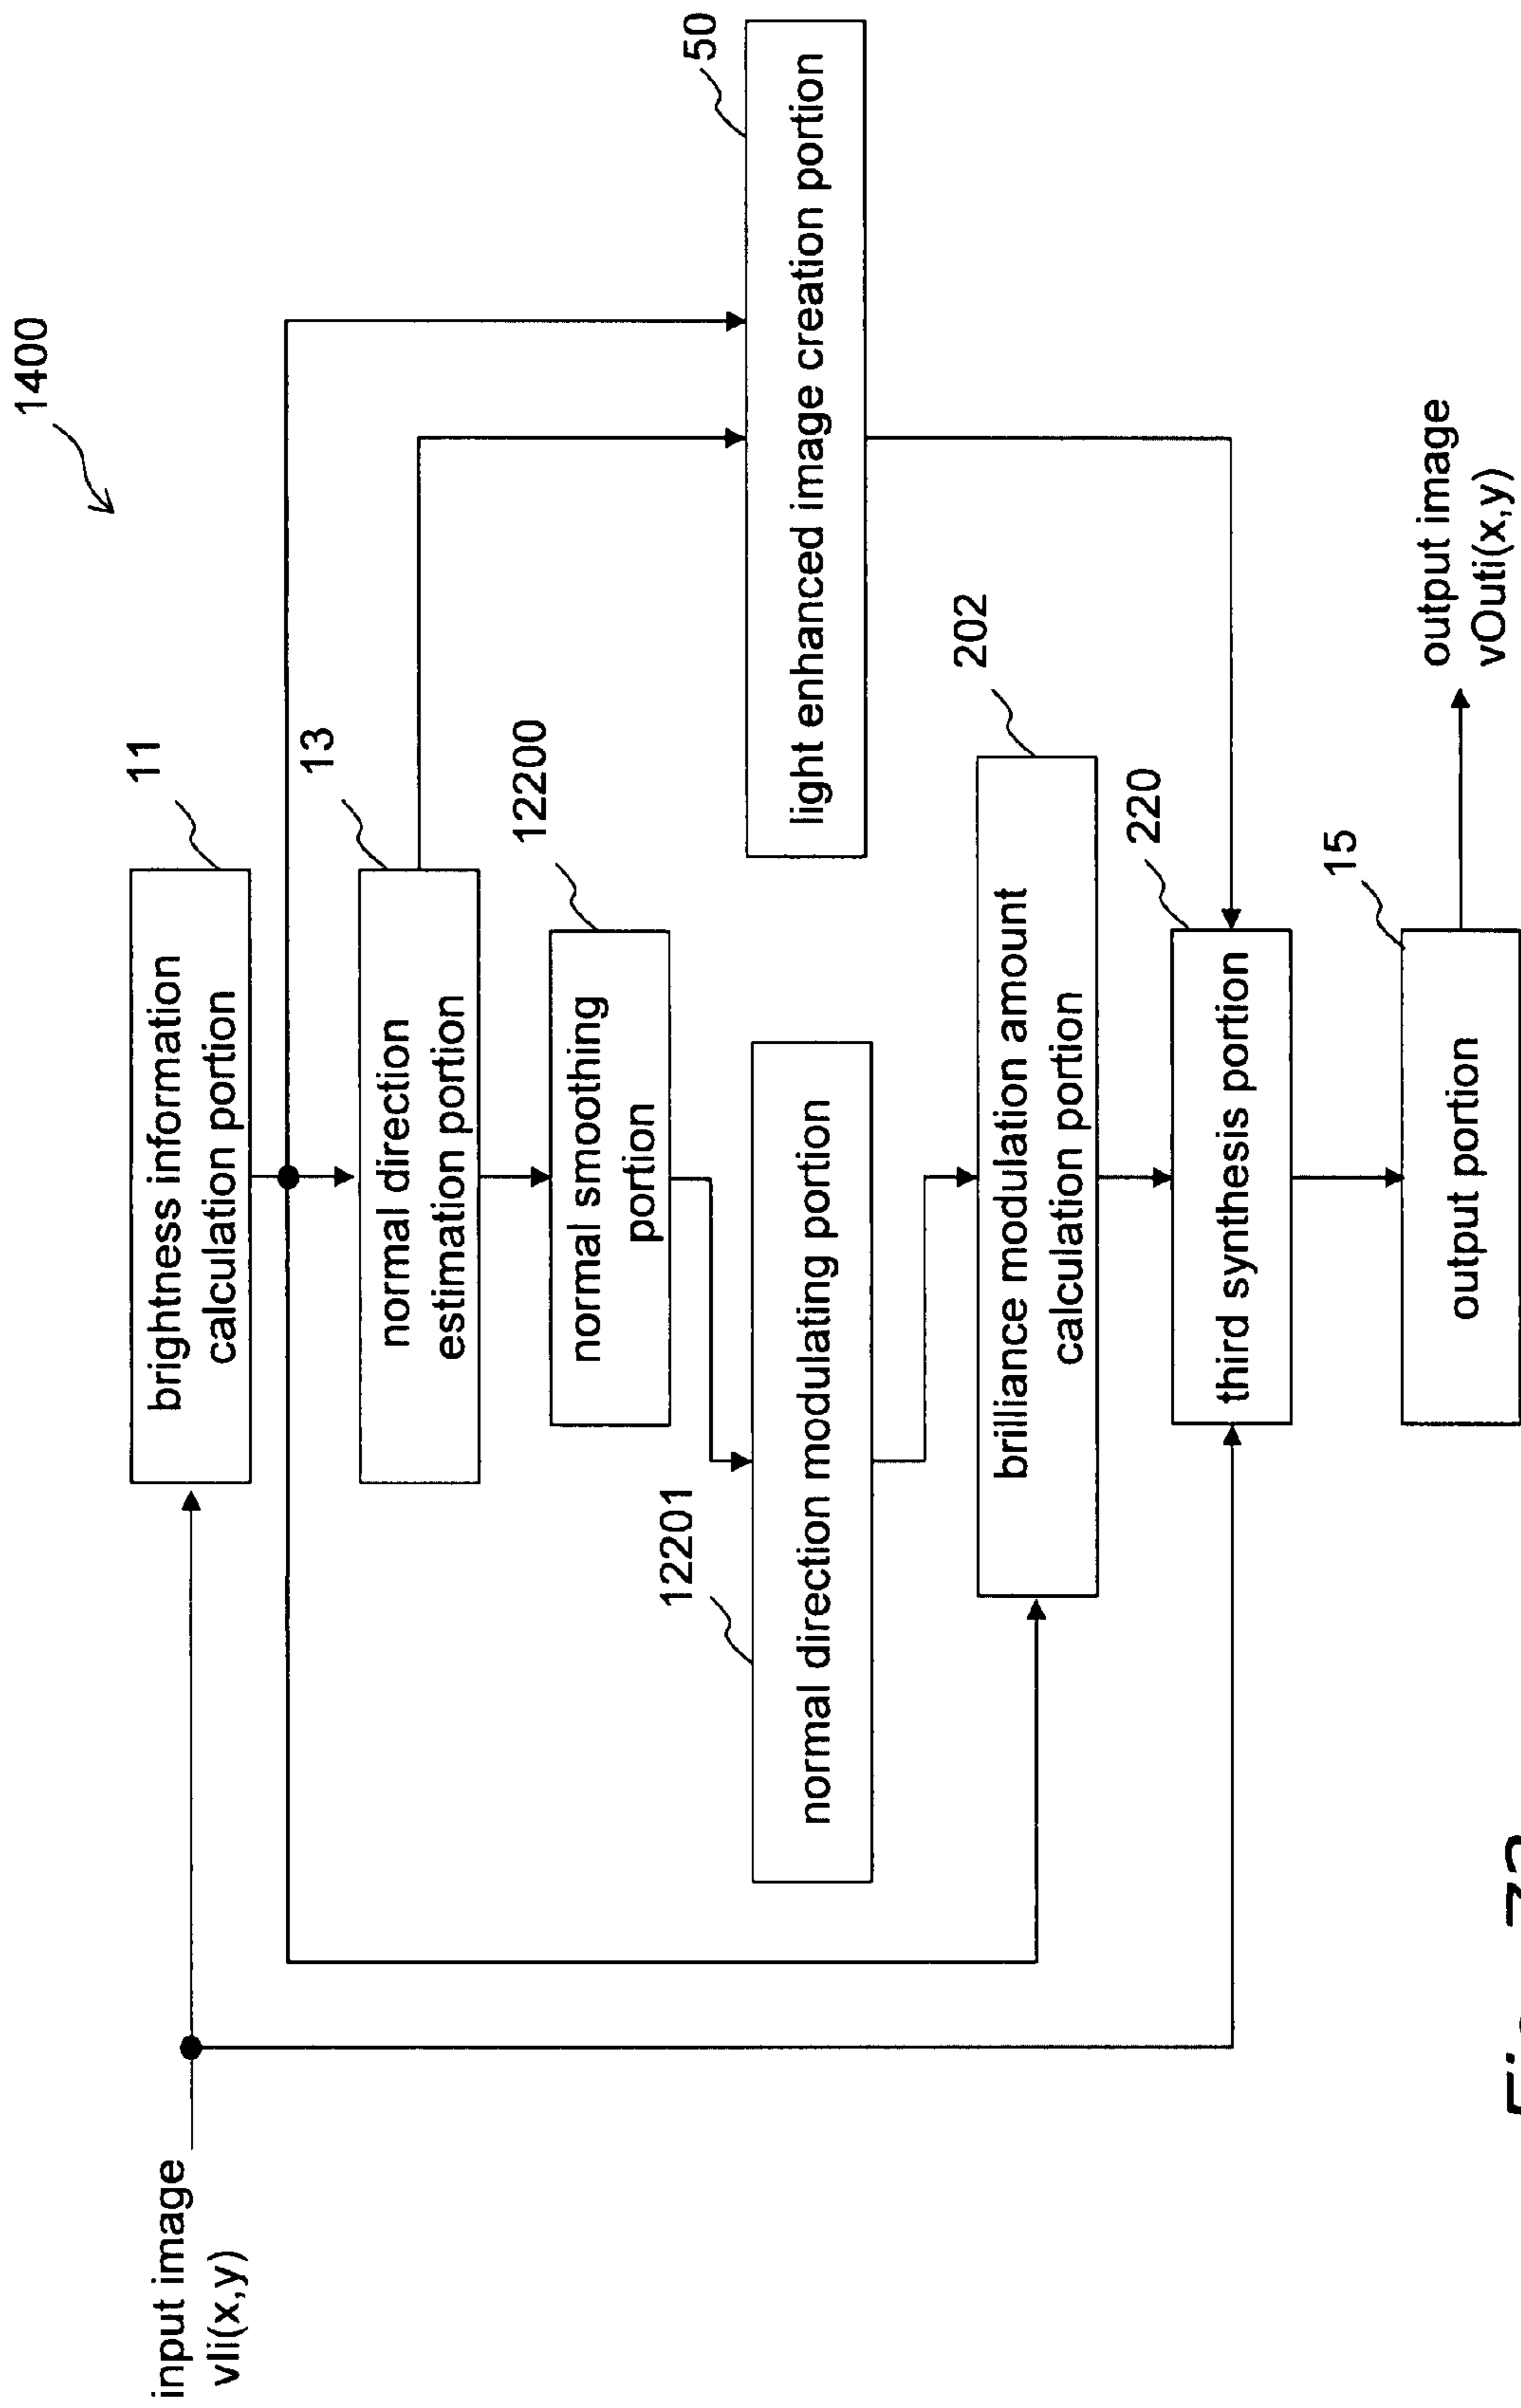 1400
input image
vIi(x,y)
11
brightness information
calculation portion
13
normal direction
estimation portion
12200
normal smoothing
portion
12201
normal direction modulating portion
50
light enhanced image creation portion
202
brilliance modulation amount
calculation portion
220
third synthesis portion
15
output portion
output image
vOuti(x,y)